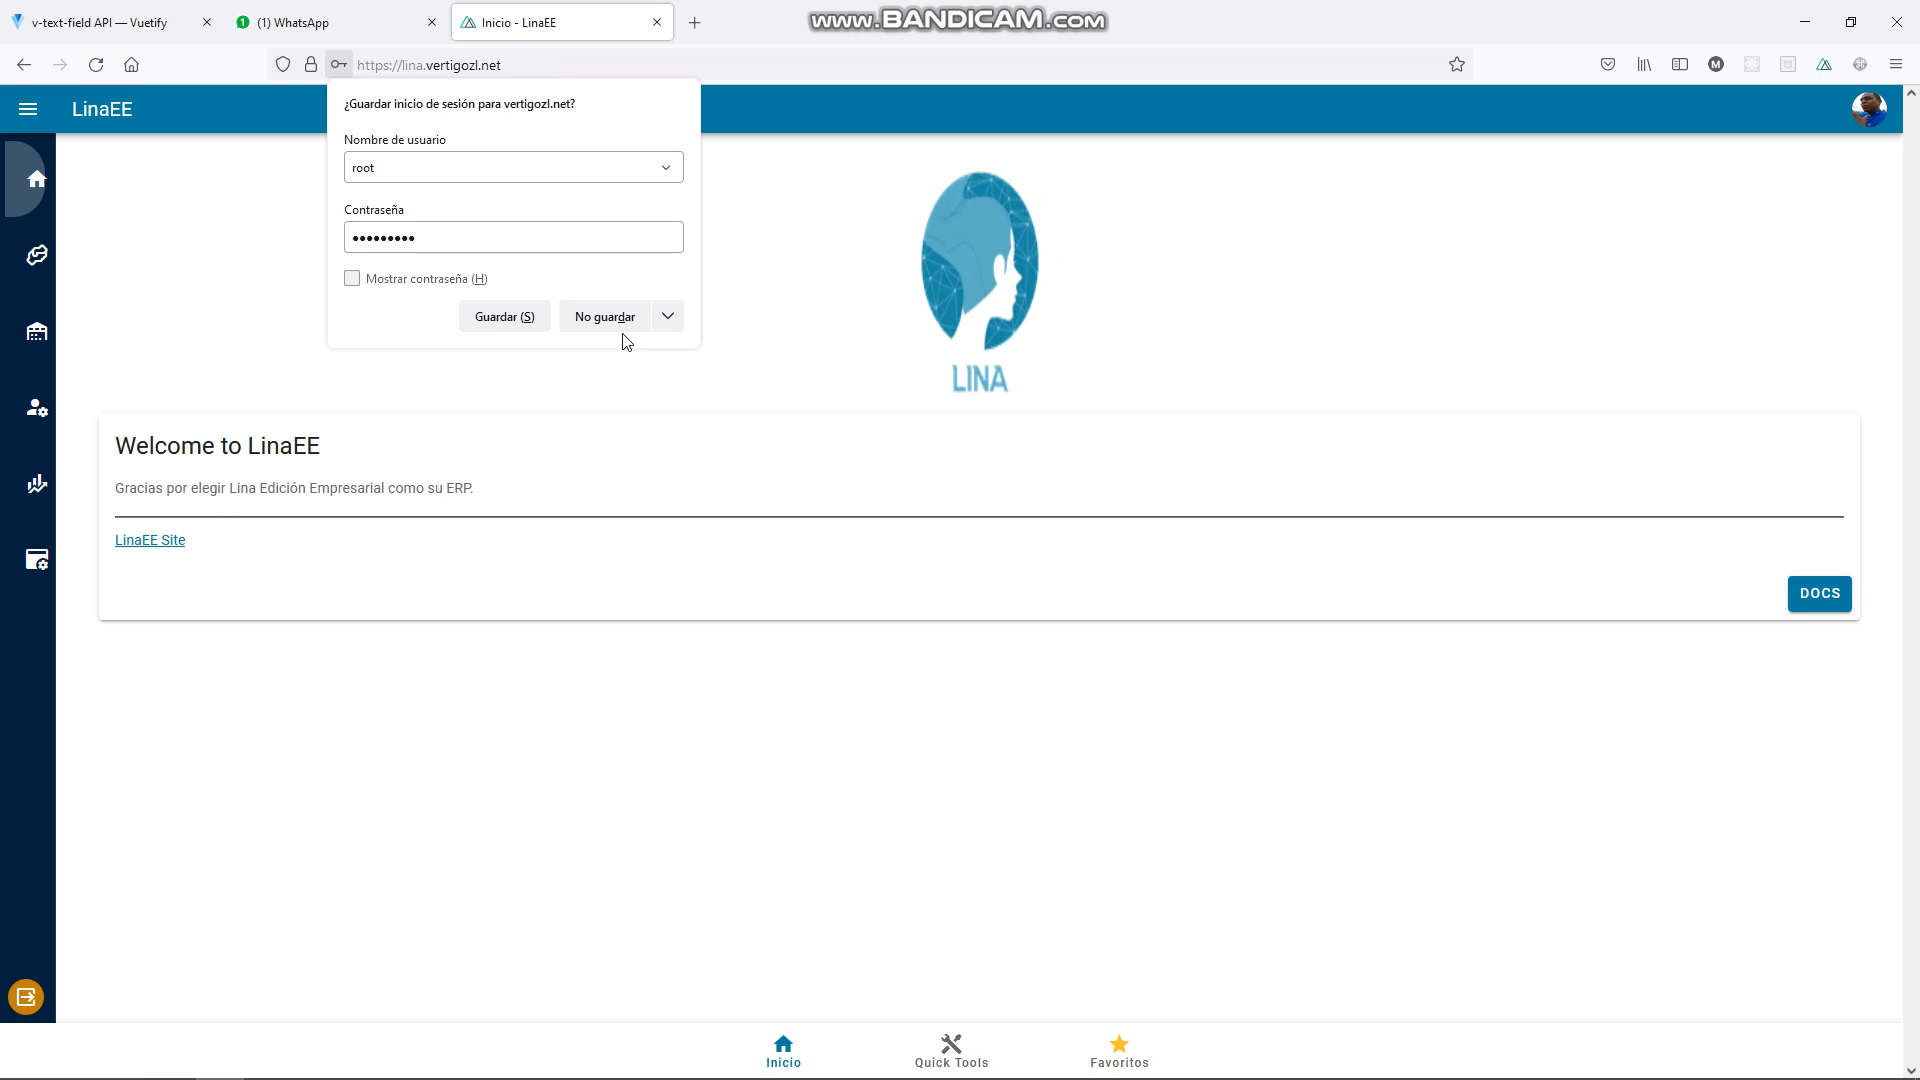 v-text-field API — Vuetify
1
(1) WhatsApp
Inicio - LinaEE
www.BANDICAM.com
https://lina.vertigozl.net
M
LinaEE
¿Guardar inicio de sesión para vertigozl.net?
Nombre de usuario
root
Contraseña
•••••••••
Mostrar contraseña (H)
Guardar (S)
No guardar
LINA
Welcome to LinaEE
Gracias por elegir Lina Edición Empresarial como su ERP.
LinaEE Site
DOCS
Inicio
Quick Tools
Favoritos